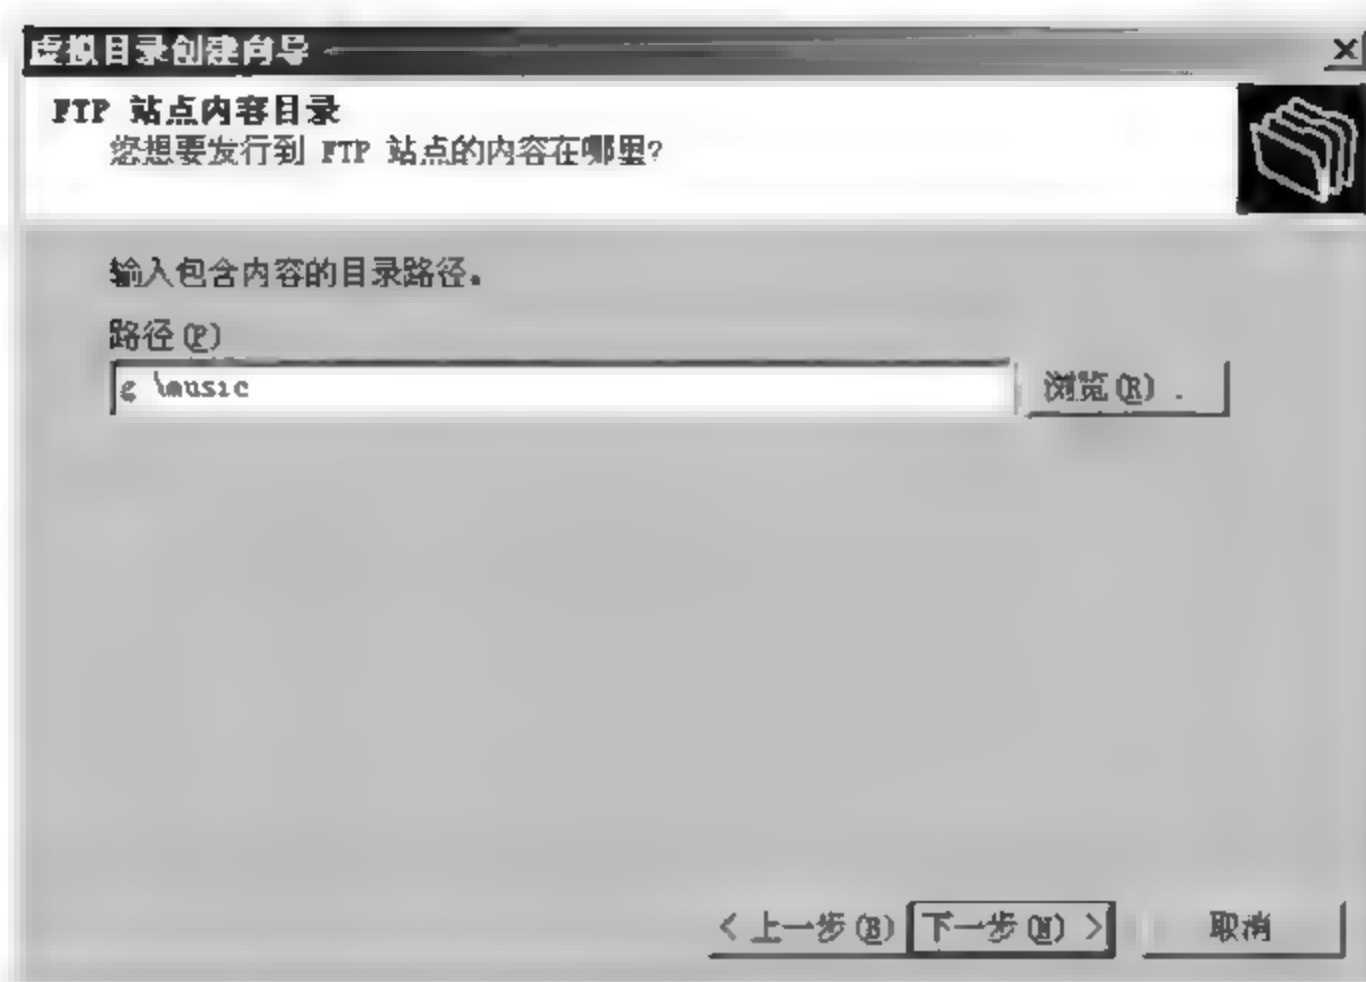 虚拟目录创建向导
FTP 站点内容目录
您想要发行到 FTP 站点的内容在哪里?
输入包含内容的目录路径。
路径(P)
g \music
浏览(R) .
< 上一步(B) 下一步(N) > 取消